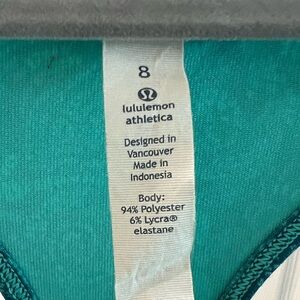 8
lululemon
athletica
Designed in
Vancouver
Made in
Indonesia
Body:
94% Polyester
6% Lycra®
elastane